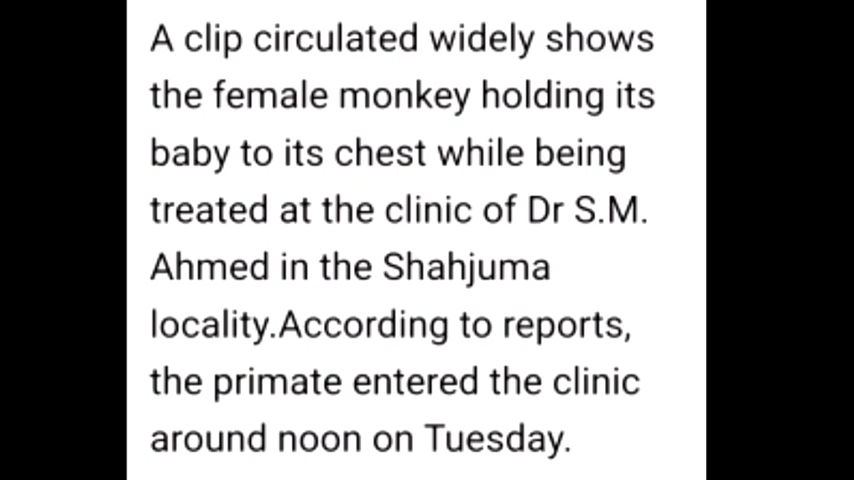 A clip circulated widely shows
the female monkey holding its
baby to its chest while being
treated at the clinic of Dr S.M.
Ahmed in the Shahjuma
locality.According to reports,
the primate entered the clinic
around noon on Tuesday.